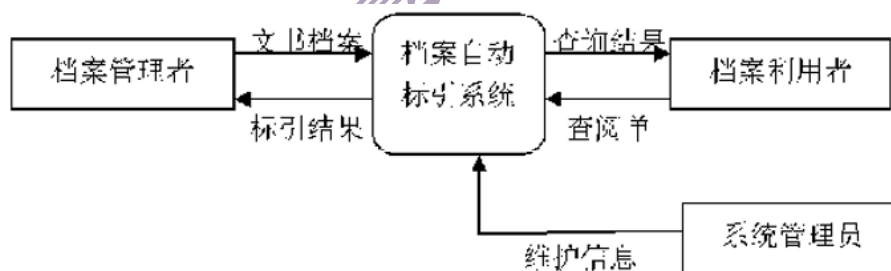 文书档案
档案管理者
标引结果
档案自动
标引系统
查询结果
档案利用者
查阅单
系统管理员
维护信息